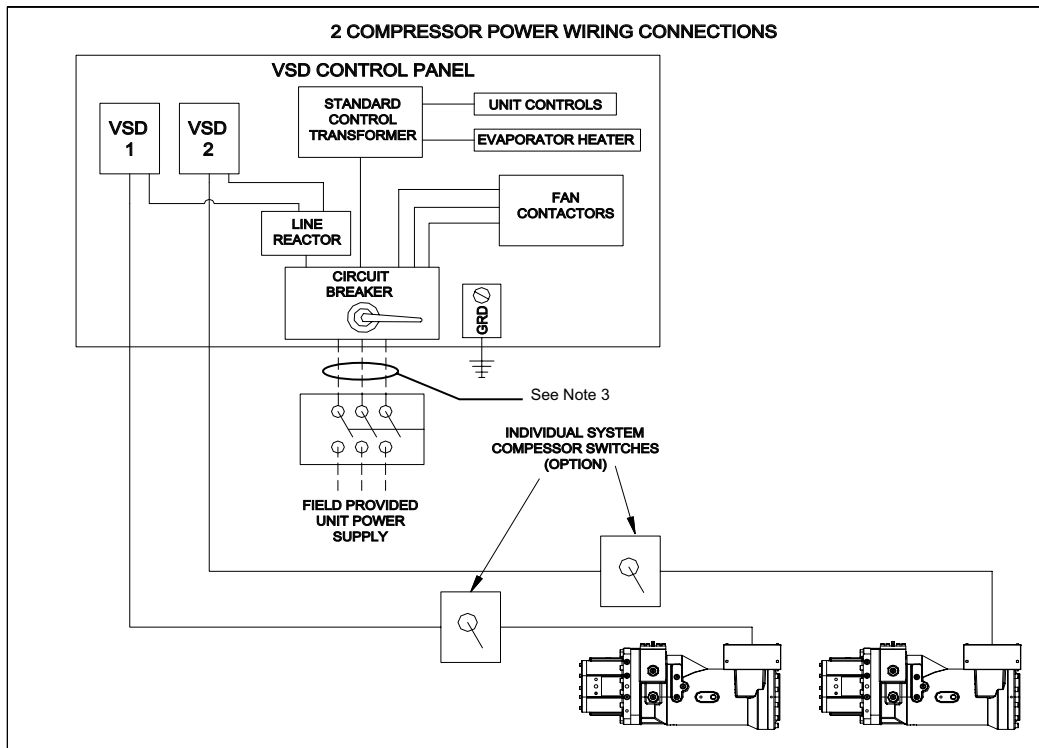 2 COMPRESSOR POWER WIRING CONNECTIONS
VSD CONTROL PANEL
VSD
1
VSD
2
STANDARD
CONTROL
TRANSFORMER
UNIT CONTROLS
EVAPORATOR HEATER
FAN
CONTACTORS
LINE
REACTOR
CIRCUIT
BREAKER
GRD
See Note 3
INDIVIDUAL SYSTEM
COMPESSOR SWITCHES
(OPTION)
FIELD PROVIDED
UNIT POWER
SUPPLY